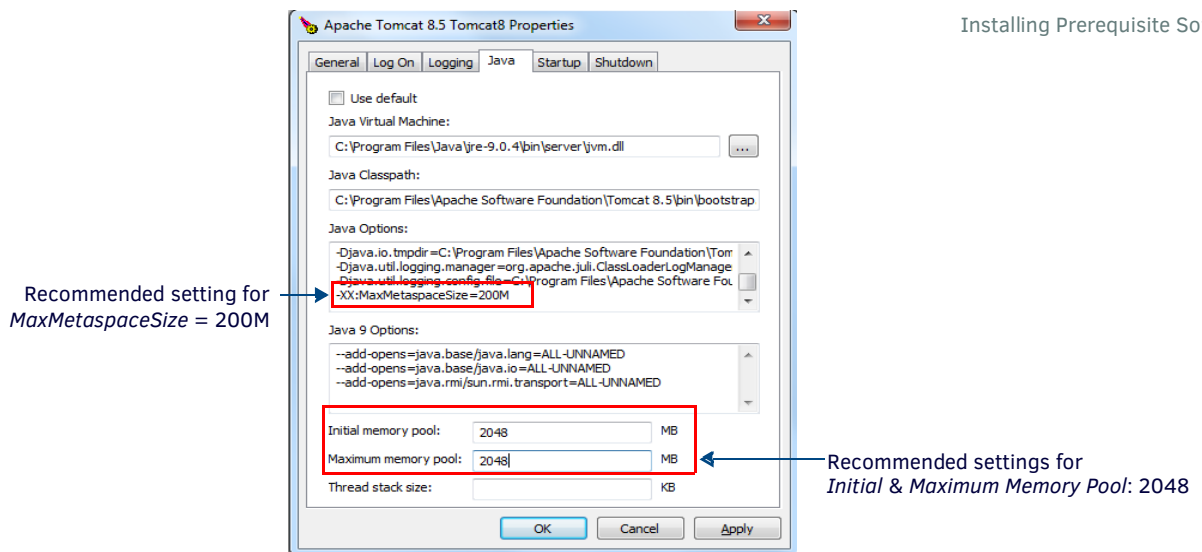 Installing Prerequisite So
Apache Tomcat 8.5 Tomcat8 Properties
General Log On Logging Java Startup Shutdown
Use default
Java Virtual Machine:
C:\Program Files\Java\jre-9.0.4\bin\server\jvm.dll ...
Java Classpath:
C:\Program Files\Apache Software Foundation\Tomcat 8.5\bin\bootstrap
Java Options:
-Djava.io.tmpdir=C:\Program Files\Apache Software Foundation\Tom
-Djava.util.logging.manager=org.apache.juli.ClassLoaderLogManage
-Djava.util.logging.config.file=C:\Program Files\Apache Software Fou
-XX:MaxMetaspaceSize=200M
Recommended setting for
MaxMetaspaceSize = 200M
Java 9 Options:
--add-opens=java.base/java.lang=ALL-UNNAMED
--add-opens=java.base/java.io=ALL-UNNAMED
--add-opens=java.rmi/sun.rmi.transport=ALL-UNNAMED
Initial memory pool: 2048 MB
Maximum memory pool: 2048 MB
Recommended settings for
Initial & Maximum Memory Pool: 2048
Thread stack size: KB
OK Cancel Apply